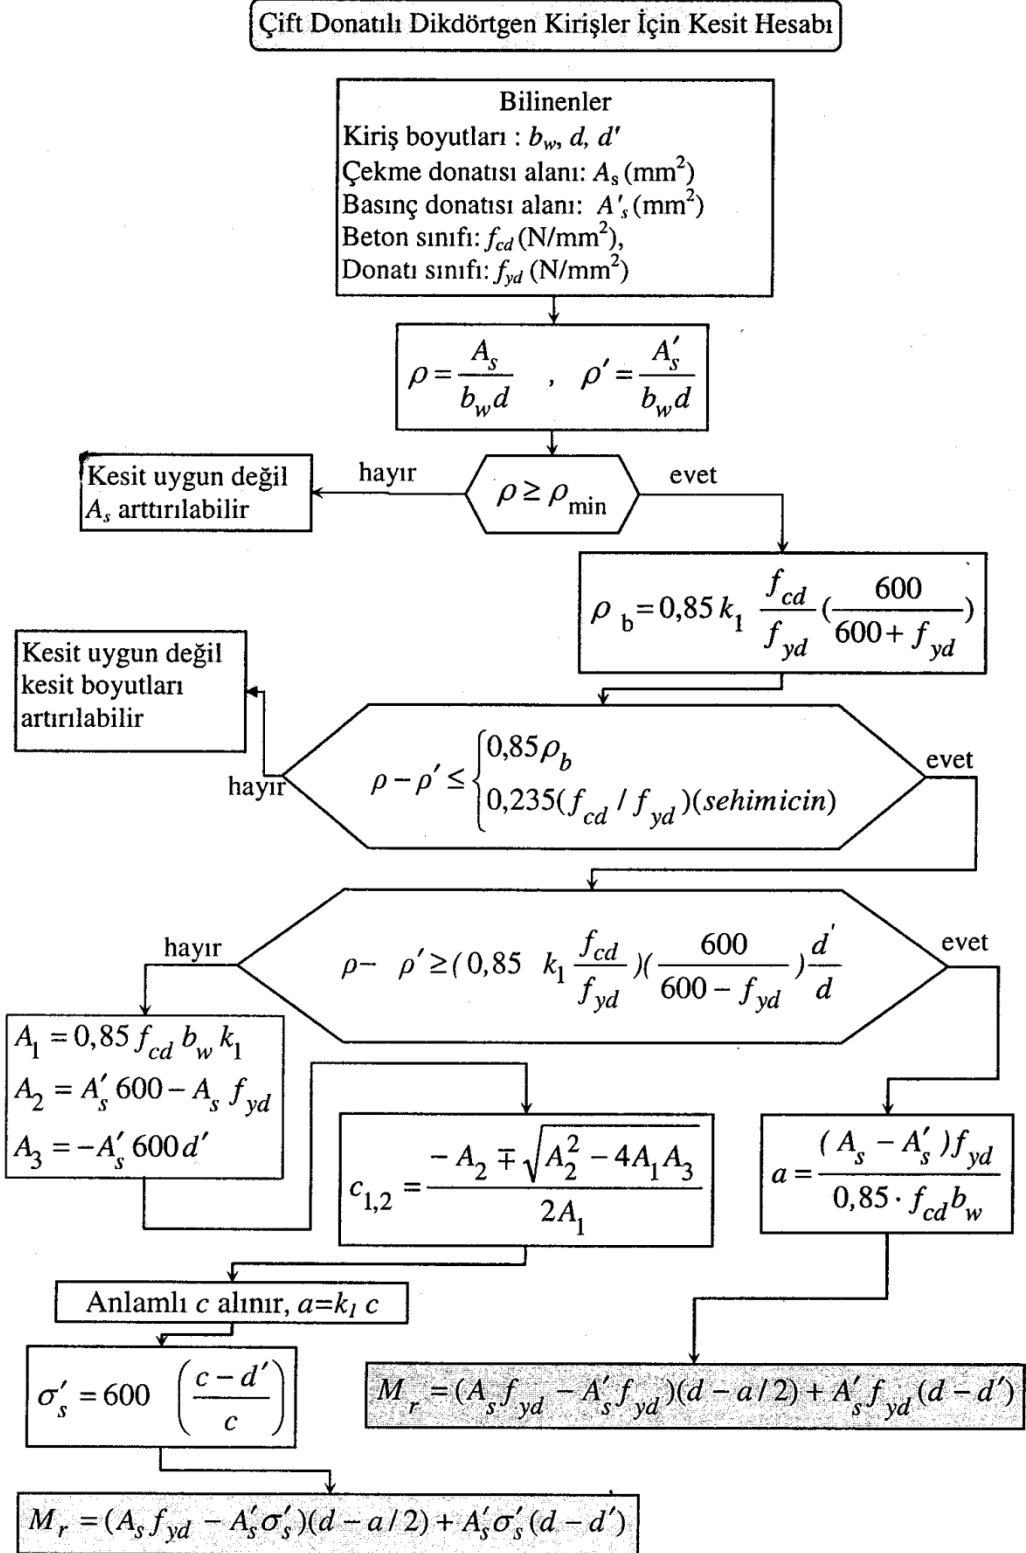 Çift Donatılı Dikdörtgen Kirişler İçin Kesit Hesabı
Bilinenler
Kiriş boyutları : b_w, d, d'
Çekme donatısı alanı: A_s (mm²)
Basınç donatısı alanı: A'_s (mm²)
Beton sınıfı: f_cd (N/mm²),
Donatı sınıfı: f_yd (N/mm²)
ρ = A_s / b_w d , ρ' = A'_s / b_w d
hayır
ρ ≥ ρ_min
evet
Kesit uygun değil
A_s arttırılabilir
ρ_b = 0,85 k_1 f_cd / f_yd (600 / 600 + f_yd)
Kesit uygun değil
kesit boyutları
artırılabilir
hayır
ρ − ρ' ≤ { 0,85ρ_b
0,235(f_cd / f_yd)(sehimicin)
evet
hayır
ρ − ρ' ≥ (0,85 k_1 f_cd / f_yd)(600 / 600 − f_yd) d' / d
evet
A_1 = 0,85 f_cd b_w k_1
A_2 = A'_s 600 − A_s f_yd
A_3 = −A'_s 600 d'
c_1,2 = −A_2 ∓ √(A_2² − 4A_1 A_3) / 2A_1
a = (A_s − A'_s) f_yd / 0,85 · f_cd b_w
Anlamlı c alınır, a=k_1 c
σ'_s = 600 (c − d' / c)
M_r = (A_s f_yd − A'_s f_yd)(d − a/2) + A'_s f_yd (d − d')
M_r = (A_s f_yd − A'_s σ'_s)(d − a/2) + A'_s σ'_s (d − d')